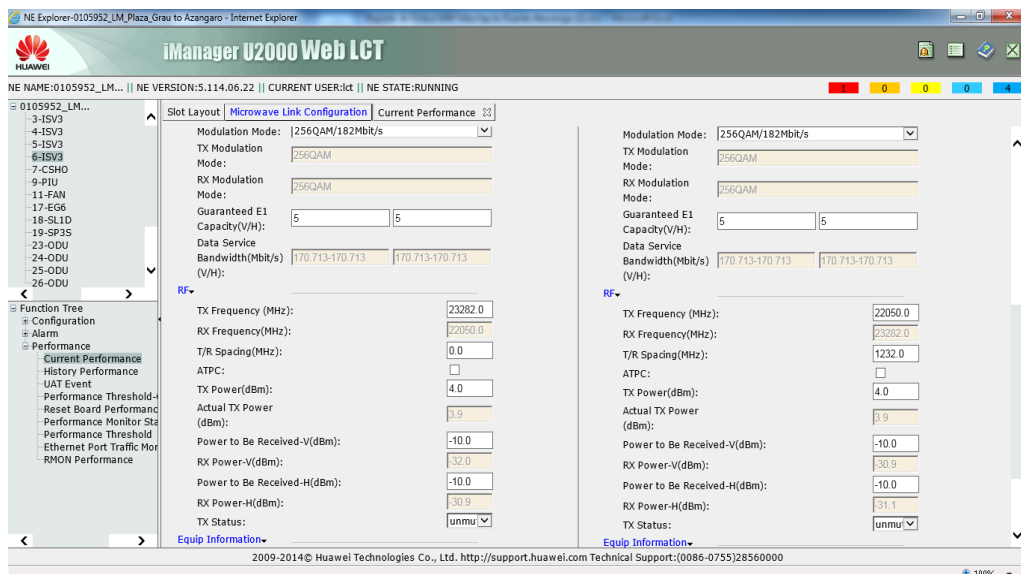 NE Explorer-0105952_LM_Plaza_Grau to Azangaro - Internet Explorer
HUAWEI
iManager U2000 Web LCT
NE NAME:0105952_LM... || NE VERSION:5.114.06.22 || CURRENT USER:lct || NE STATE:RUNNING
1 0 0 0 4
0105952_LM...
3-ISV3
4-ISV3
5-ISV3
6-ISV3
7-CSHO
9-PIU
11-FAN
17-EG6
18-SL1D
19-SP3S
23-ODU
24-ODU
25-ODU
26-ODU
Function Tree
Configuration
Alarm
Performance
Current Performance
History Performance
UAT Event
Performance Threshold-
Reset Board Performanc
Performance Monitor Sta
Performance Threshold
Ethernet Port Traffic Mor
RMON Performance
Slot Layout Microwave Link Configuration Current Performance
Modulation Mode: 256QAM/182Mbit/s
TX Modulation
Mode: 256QAM
RX Modulation
Mode: 256QAM
Guaranteed E1
Capacity(V/H): 5 5
Data Service
Bandwidth(Mbit/s) 170.713-170.713 170.713-170.713
(V/H):
RF
TX Frequency (MHz): 23282.0
RX Frequency(MHz): 22050.0
T/R Spacing(MHz): 0.0
ATPC:
TX Power(dBm): 4.0
Actual TX Power
(dBm): 3.9
Power to Be Received-V(dBm): -10.0
RX Power-V(dBm): -32.0
Power to Be Received-H(dBm): -10.0
RX Power-H(dBm): -30.9
TX Status: unmu
Equip Information
Modulation Mode: 256QAM/182Mbit/s
TX Modulation
Mode: 256QAM
RX Modulation
Mode: 256QAM
Guaranteed E1
Capacity(V/H): 5 5
Data Service
Bandwidth(Mbit/s) 170.713-170.713 170.713-170.713
(V/H):
RF
TX Frequency (MHz): 22050.0
RX Frequency(MHz): 23282.0
T/R Spacing(MHz): 1232.0
ATPC:
TX Power(dBm): 4.0
Actual TX Power
(dBm): 3.9
Power to Be Received-V(dBm): -10.0
RX Power-V(dBm): -30.9
Power to Be Received-H(dBm): -10.0
RX Power-H(dBm): -31.1
TX Status: unmu
Equip Information
2009-2014© Huawei Technologies Co., Ltd. http://support.huawei.com Technical Support:(0086-0755)28560000